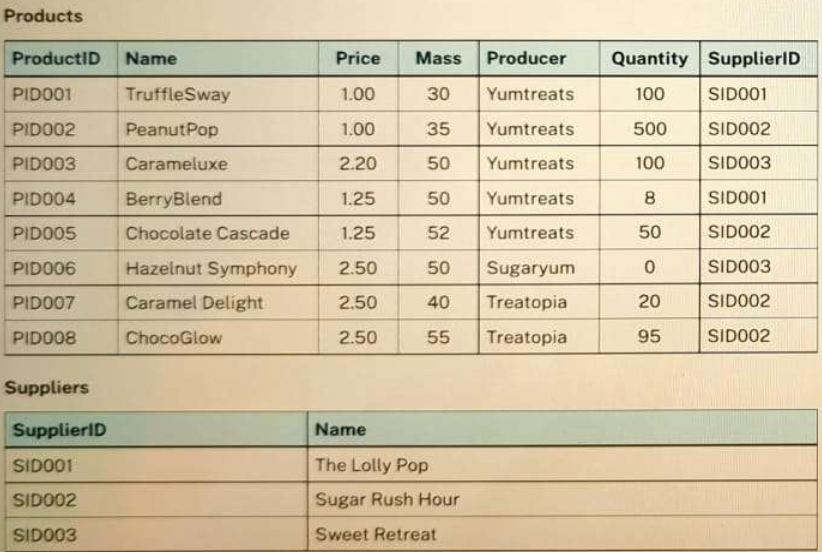 Products
ProductID Name Price Mass Producer Quantity SupplierID
PID001 TruffleSway 1.00 30 Yumtreats 100 SID001
PID002 PeanutPop 1.00 35 Yumtreats 500 SID002
PID003 Carameluxe 2.20 50 Yumtreats 100 SID003
PID004 BerryBlend 1.25 50 Yumtreats 8 SID001
PID005 Chocolate Cascade 1.25 52 Yumtreats 50 SID002
PID006 Hazelnut Symphony 2.50 50 Sugaryum 0 SID003
PID007 Caramel Delight 2.50 40 Treatopia 20 SID002
PID008 ChocoGlow 2.50 55 Treatopia 95 SID002
Suppliers
SupplierID Name
SID001 The Lolly Pop
SID002 Sugar Rush Hour
SID003 Sweet Retreat